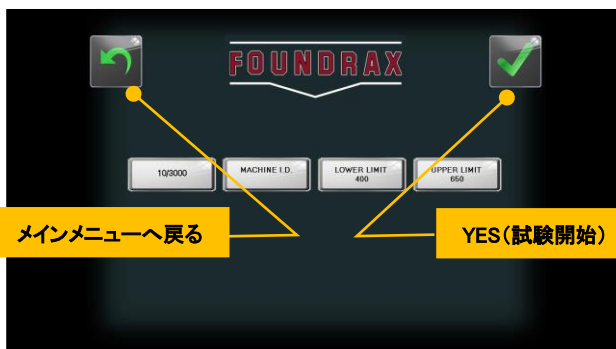 FOUNDRAX
10/3000
MACHINE I.D.
LOWER LIMIT
400
UPPER LIMIT
650
メインメニューへ戻る
YES（試験開始）